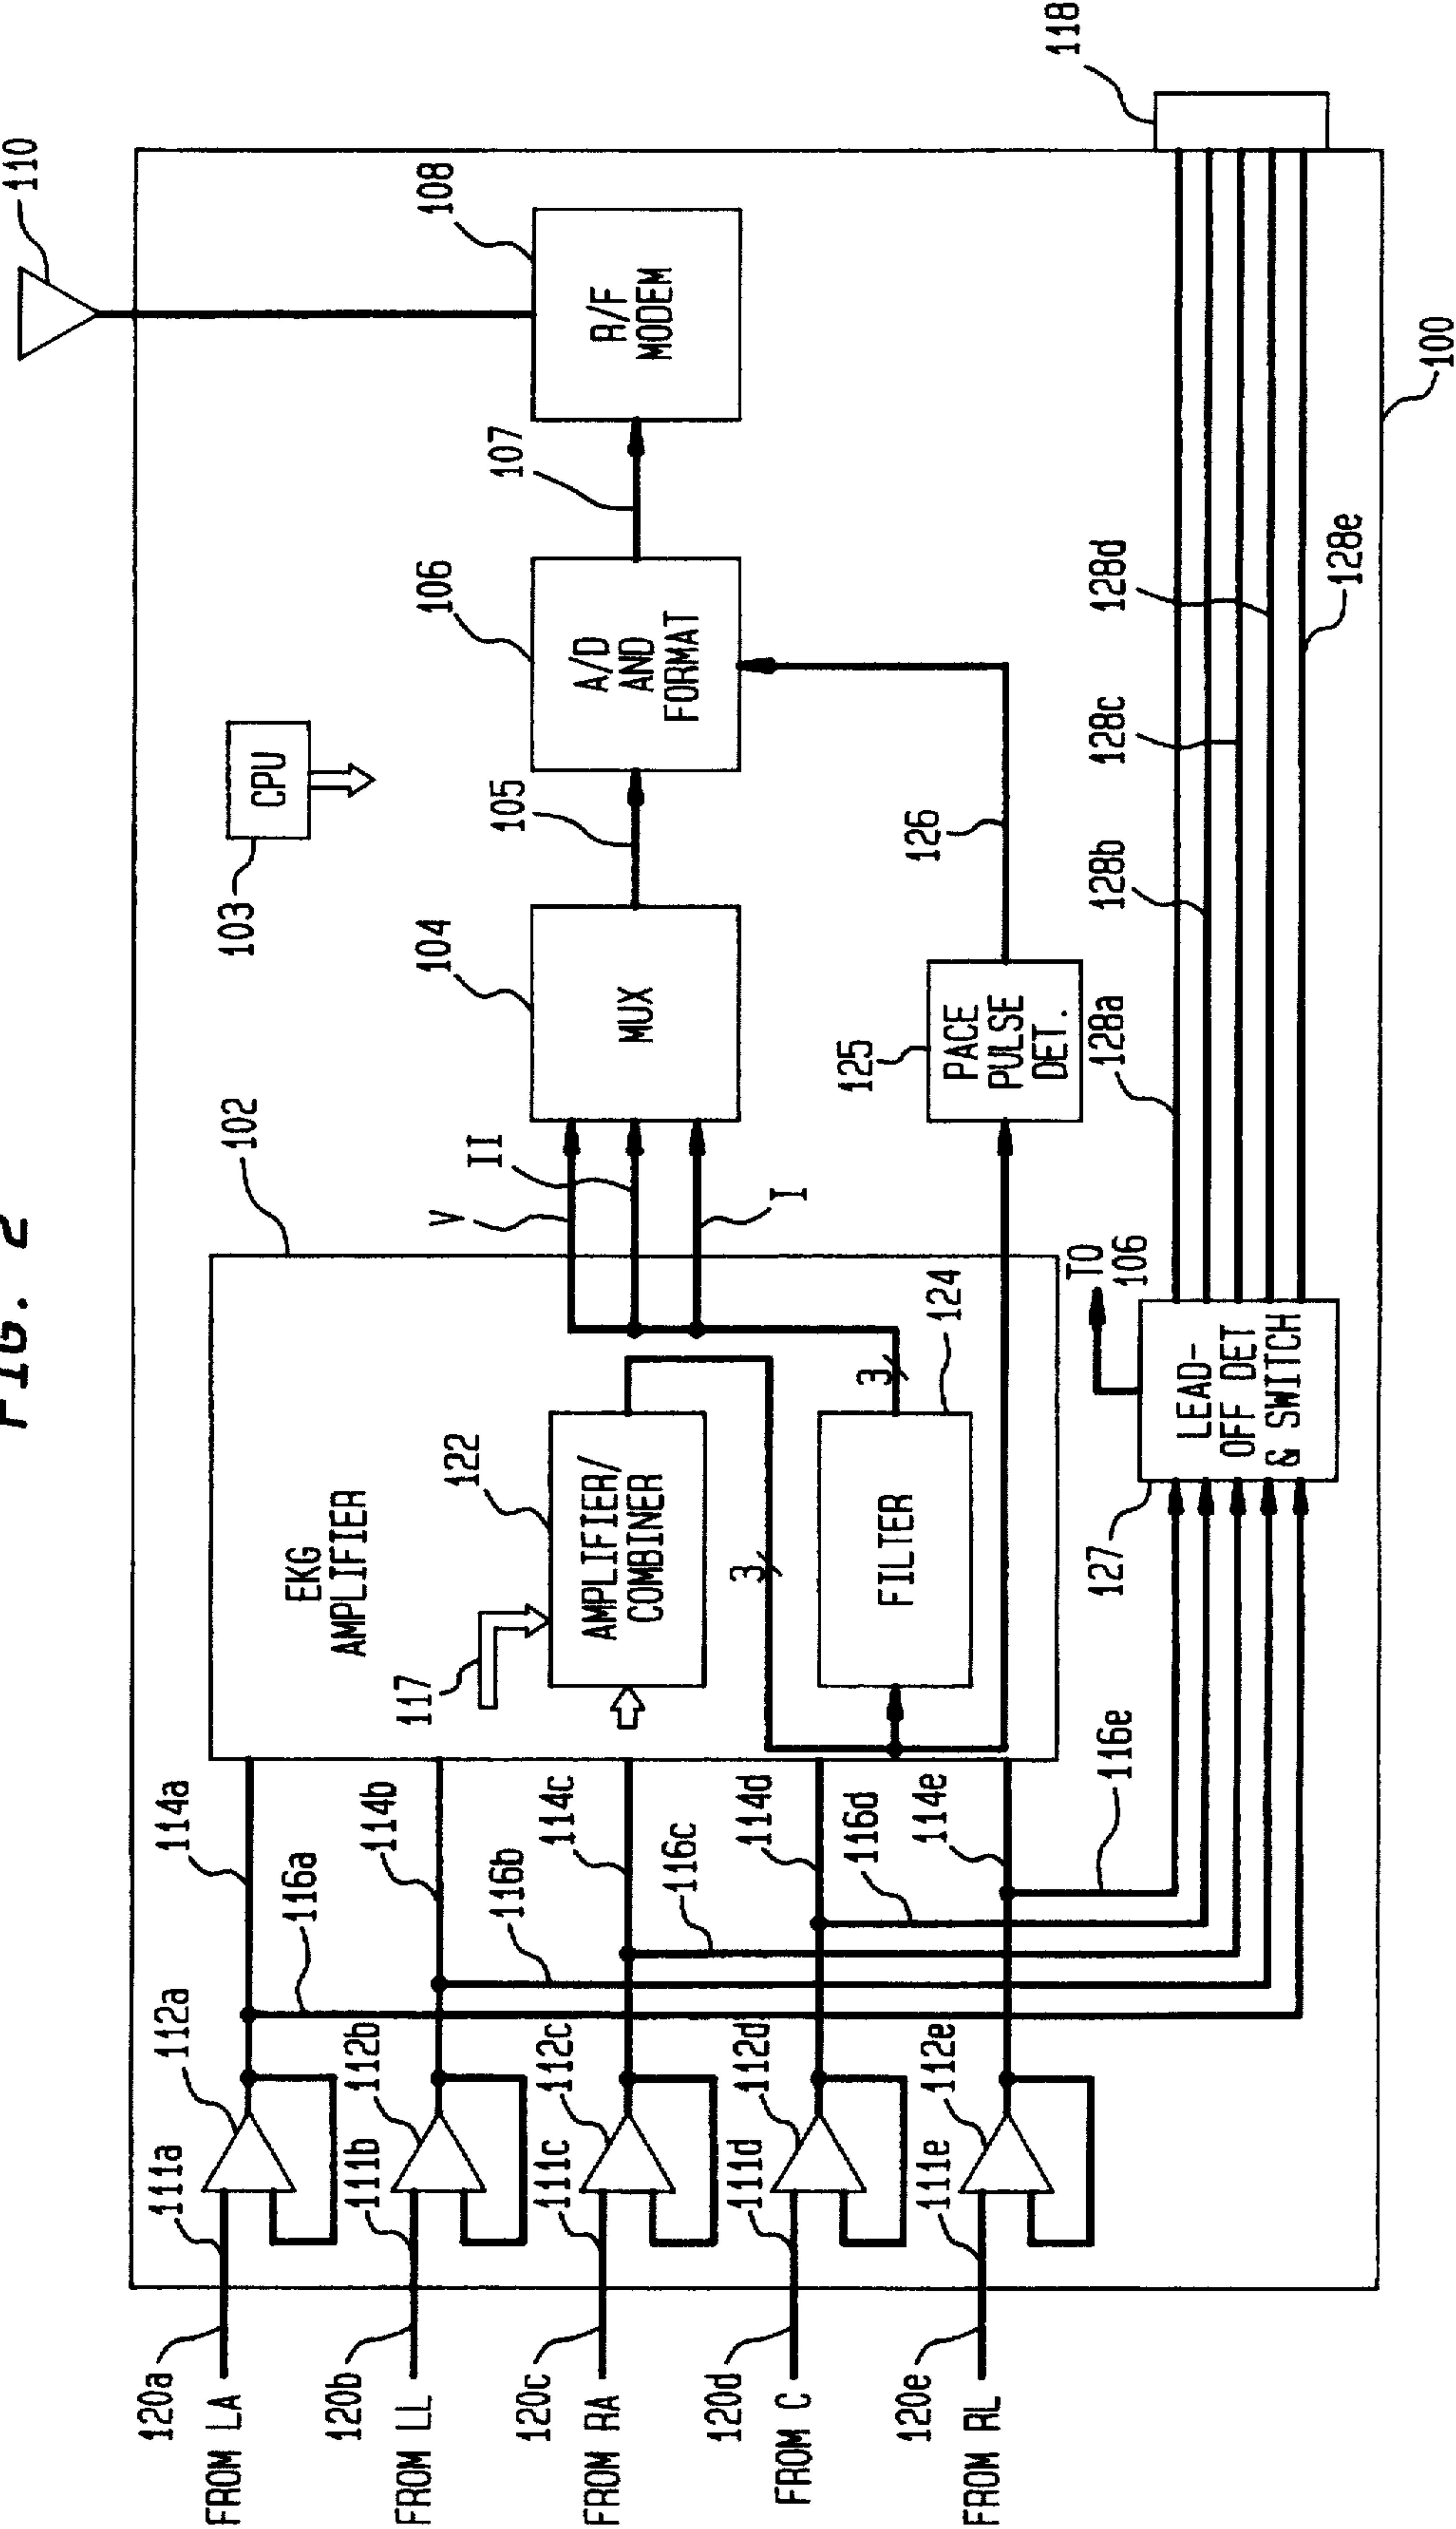 FIG. 2
110
118
108
R/F
MODEM
107
106
A/D
AND
FORMAT
100
103
CPU
105
104
MUX
126
125
PACE
PULSE
DET.
128a
128b
128c
128d
128e
102
V
II
I
EKG
AMPLIFIER
122
AMPLIFIER/
COMBINER
117
3
3
124
FILTER
TO
106
127
LEAD-
OFF DET
& SWITCH
114a
114b
114c
114d
114e
116a
116b
116c
116d
116e
112a
112b
112c
112d
112e
111a
111b
111c
111d
111e
120a
FROM LA
120b
FROM LL
120c
FROM RA
120d
FROM C
120e
FROM RL